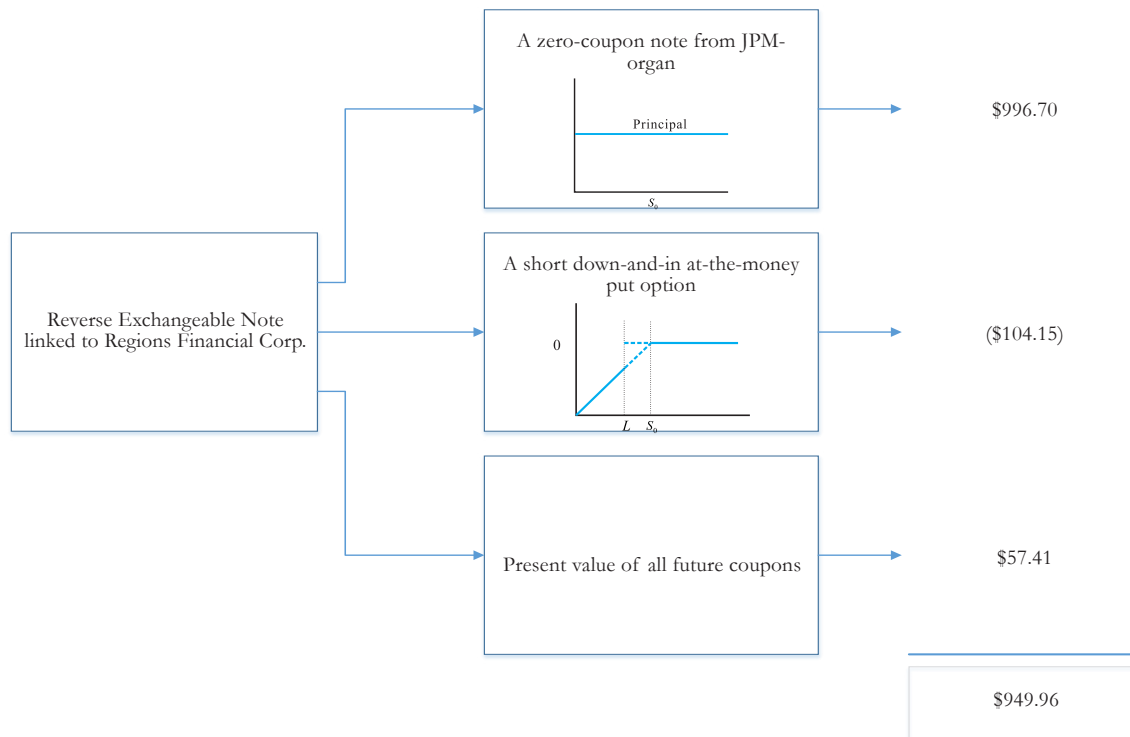 A zero-coupon note from JPM-
organ
Principal
S₀
$996.70
Reverse Exchangeable Note
linked to Regions Financial Corp.
A short down-and-in at-the-money
put option
0
L S₀
($104.15)
Present value of all future coupons
$57.41
$949.96